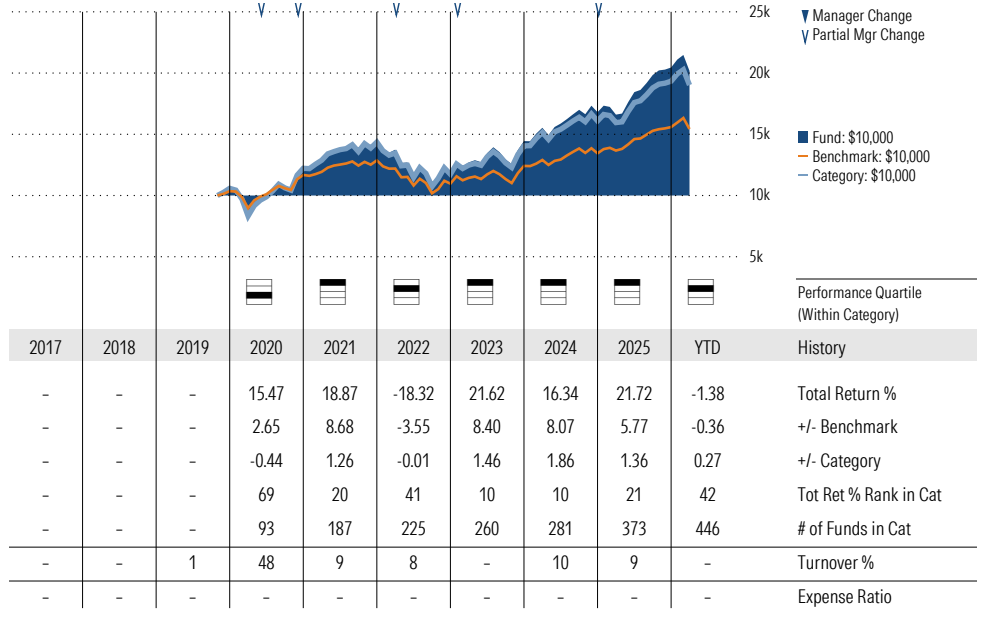 25k
Manager Change
Partial Mgr Change
20k
15k
Fund: $10,000
Benchmark: $10,000
Category: $10,000
10k
5k
Performance Quartile
(Within Category)
2017 2018 2019 2020 2021 2022 2023 2024 2025 YTD History
– – – 15.47 18.87 -18.32 21.62 16.34 21.72 -1.38 Total Return %
– – – 2.65 8.68 -3.55 8.40 8.07 5.77 -0.36 +/- Benchmark
– – – -0.44 1.26 -0.01 1.46 1.86 1.36 0.27 +/- Category
– – – 69 20 41 10 10 21 42 Tot Ret % Rank in Cat
– – – 93 187 225 260 281 373 446 # of Funds in Cat
– – 1 48 9 8 – 10 9 – Turnover %
– – – – – – – – – – Expense Ratio